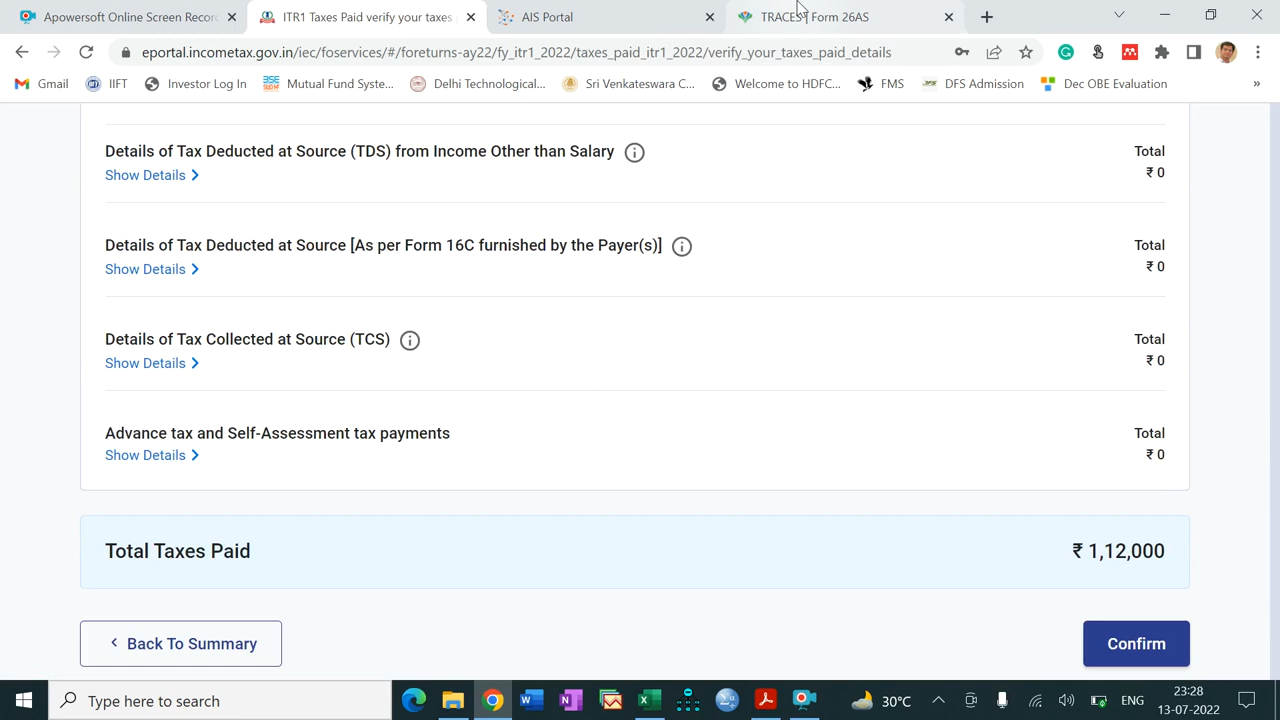 Apowersoft Online Screen Recor
ITR1 Taxes Paid verify your taxes
AIS Portal
TRACES Form 26AS
eportal.incometax.gov.in/iec/foservices/#/foreturns-ay22/fy_itr1_2022/taxes_paid_itr1_2022/verify_your_taxes_paid_details
Gmail IIFT Investor Log In Mutual Fund Syste... Delhi Technological... Sri Venkateswara C... Welcome to HDFC... FMS DFS Admission Dec OBE Evaluation »
Details of Tax Deducted at Source (TDS) from Income Other than Salary Total
Show Details ₹ 0
Details of Tax Deducted at Source [As per Form 16C furnished by the Payer(s)] Total
Show Details ₹ 0
Details of Tax Collected at Source (TCS) Total
Show Details ₹ 0
Advance tax and Self-Assessment tax payments Total
Show Details ₹ 0
Total Taxes Paid ₹ 1,12,000
Back To Summary Confirm
Type here to search
30°C
ENG
23:28
13-07-2022